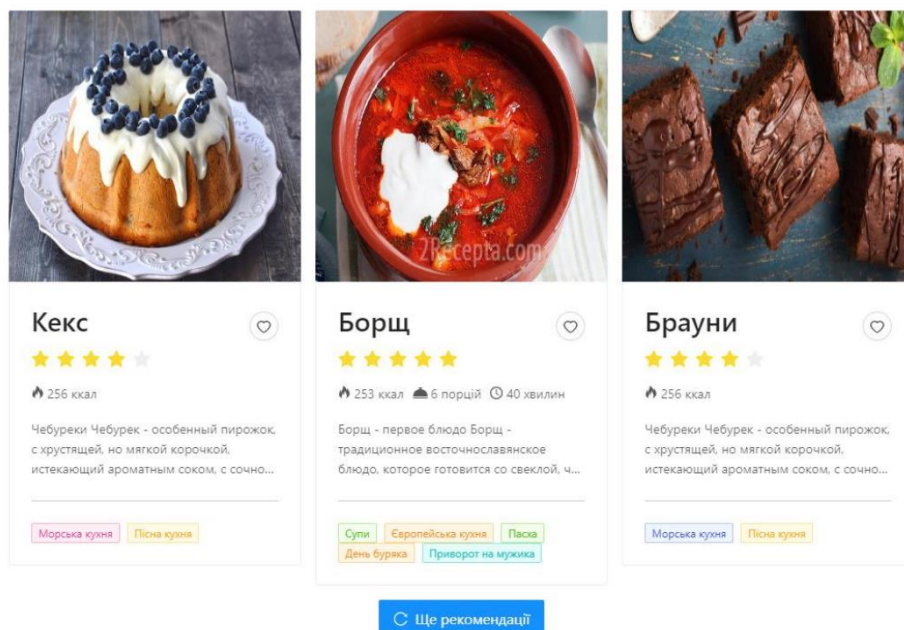 2Recepta.com
Кекс
256 ккал
Чебуреки Чебурек - особенный пирожок,
с хрустящей, но мягкой корочкой,
истекающий ароматным соком, с сочно...
Морська кухня
Пісна кухня
Борщ
253 ккал 6 порцій 40 хвилин
Борщ - первое блюдо Борщ -
традиционное восточнославянское
блюдо, которое готовится со свеклой, ч...
Супи Європейська кухня Пасха
День буряка Приворот на мужика
Брауни
256 ккал
Чебуреки Чебурек - особенный пирожок,
с хрустящей, но мягкой корочкой,
истекающий ароматным соком, с сочно...
Морська кухня Пісна кухня
Ще рекомендації